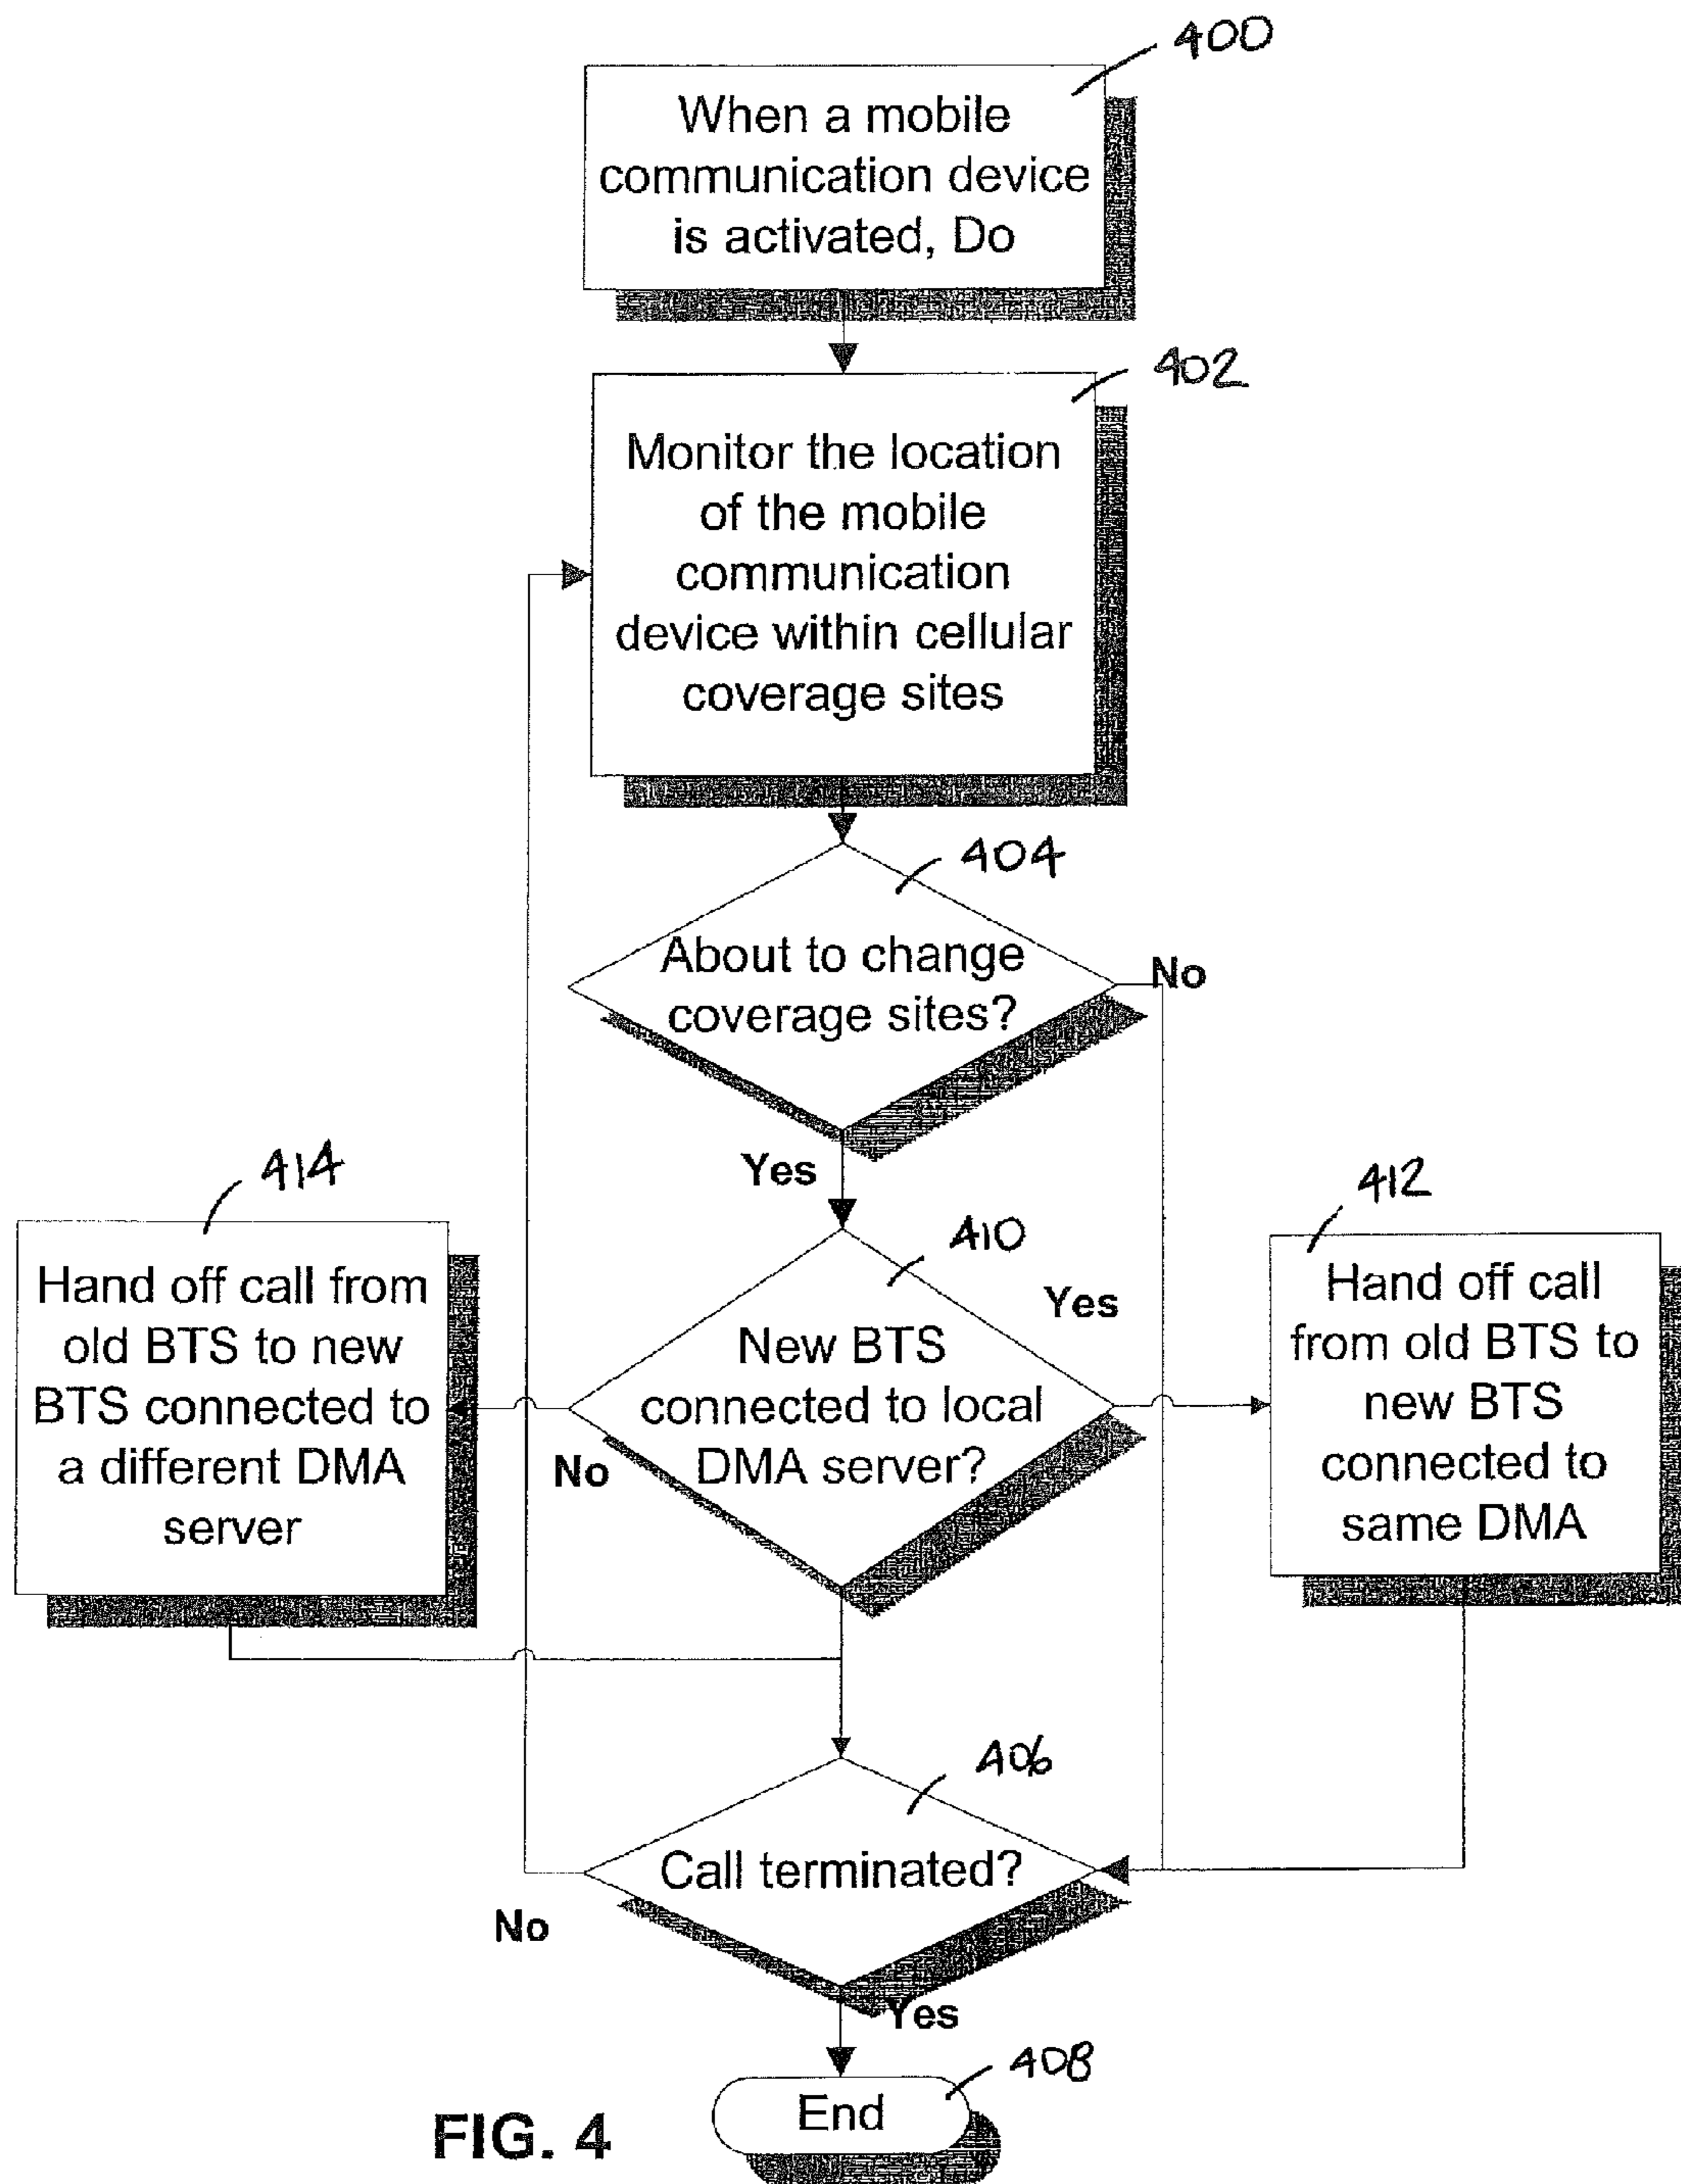 400
When a mobile
communication device
is activated, Do
402
Monitor the location
of the mobile
communication
device within cellular
coverage sites
404
About to change
coverage sites?
No
Yes
414
Hand off call from
old BTS to new
BTS connected to
a different DMA
server
410
New BTS
connected to local
DMA server?
Yes
No
412
Hand off call
from old BTS to
new BTS
connected to
same DMA
406
Call terminated?
No
Yes
408
End
FIG. 4